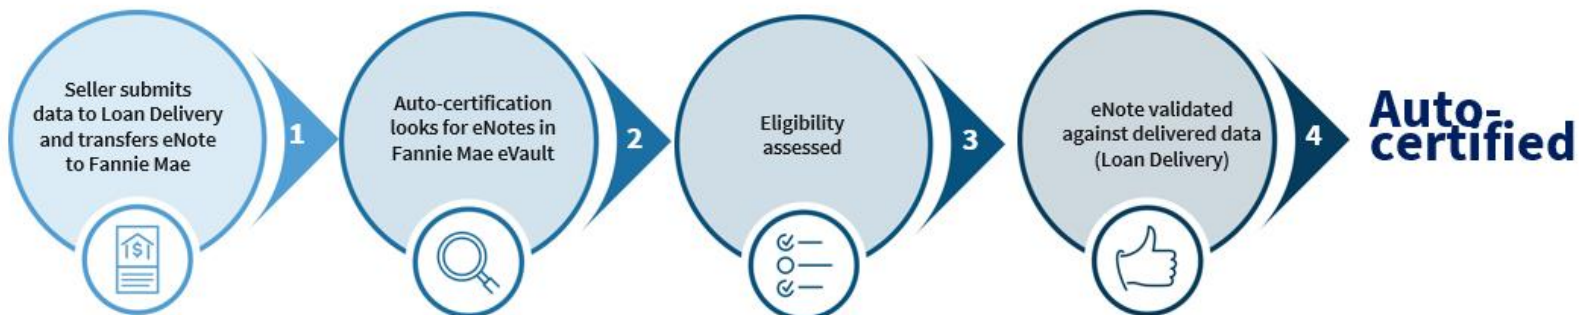 Seller submits
data to Loan Delivery
and transfers eNote
to Fannie Mae
1
Auto-certification
looks for eNotes in
Fannie Mae eVault
2
Eligibility
assessed
3
eNote validated
against delivered data
(Loan Delivery)
4
Auto-
certified
$